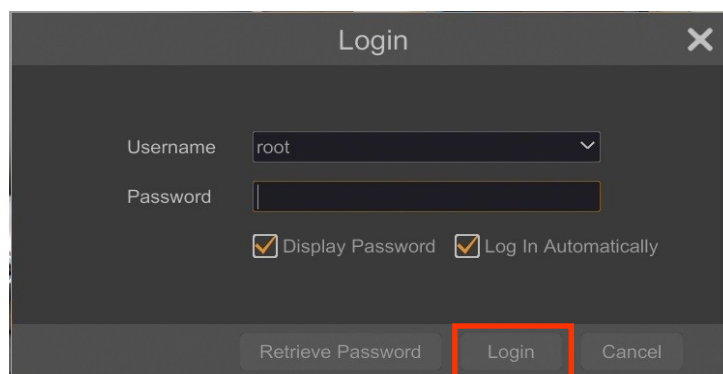 Login
Username root
Password
Display Password Log In Automatically
Retrieve Password Login Cancel